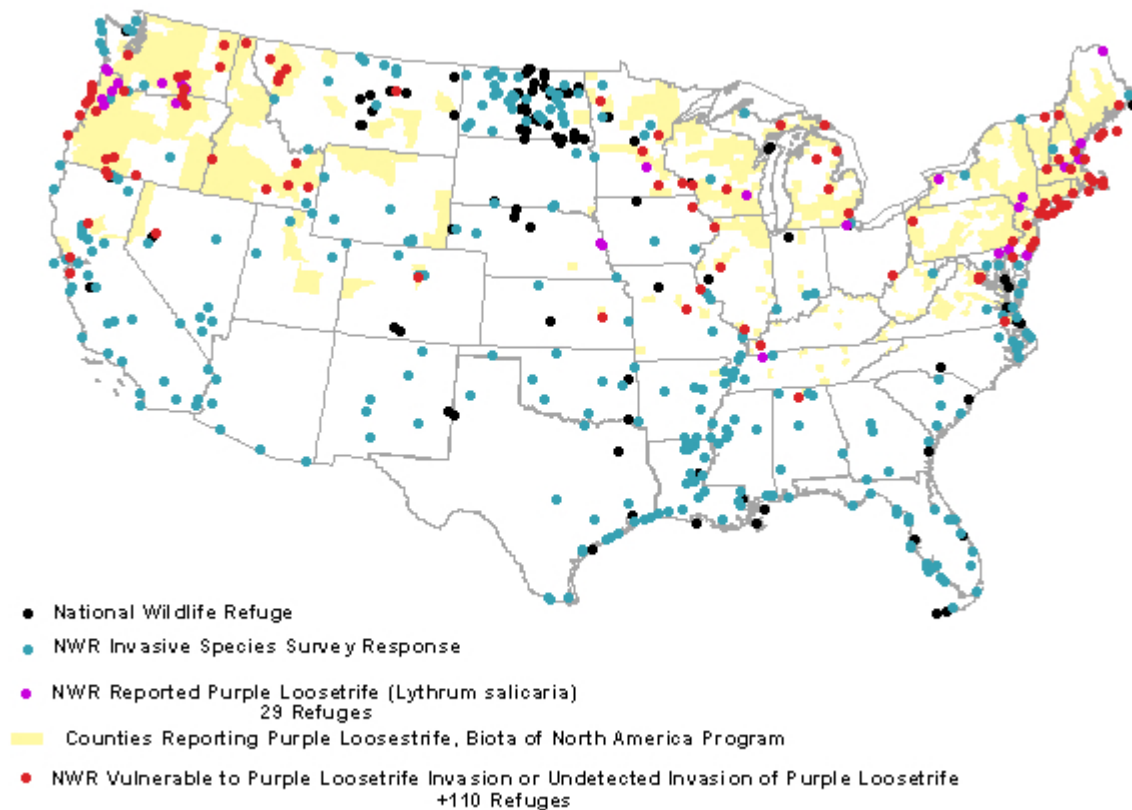 National Wildlife Refuge
NWR Invasive Species Survey Response
NWR Reported Purple Loosetrife (Lythrum salicaria)
29 Refuges
Counties Reporting Purple Loosestrife, Biota of North America Program
NWR Vulnerable to Purple Loosetrife Invasion or Undetected Invasion of Purple Loosetrife
+110 Refuges